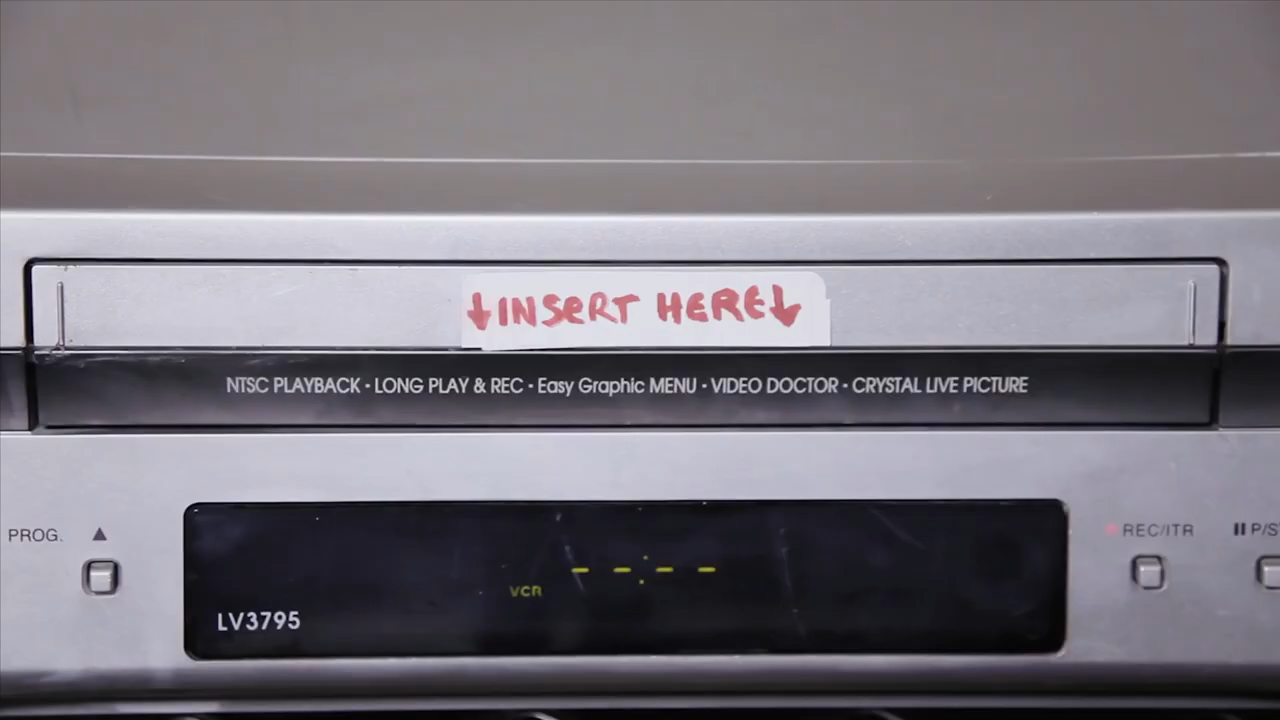 ↓INSERT HERE↓
NTSC PLAYBACK · LONG PLAY & REC · Easy Graphic MENU · VIDEO DOCTOR · CRYSTAL LIVE PICTURE
PROG. ▲
REC/ITR
P/S
- - : - -
VCR
LV3795